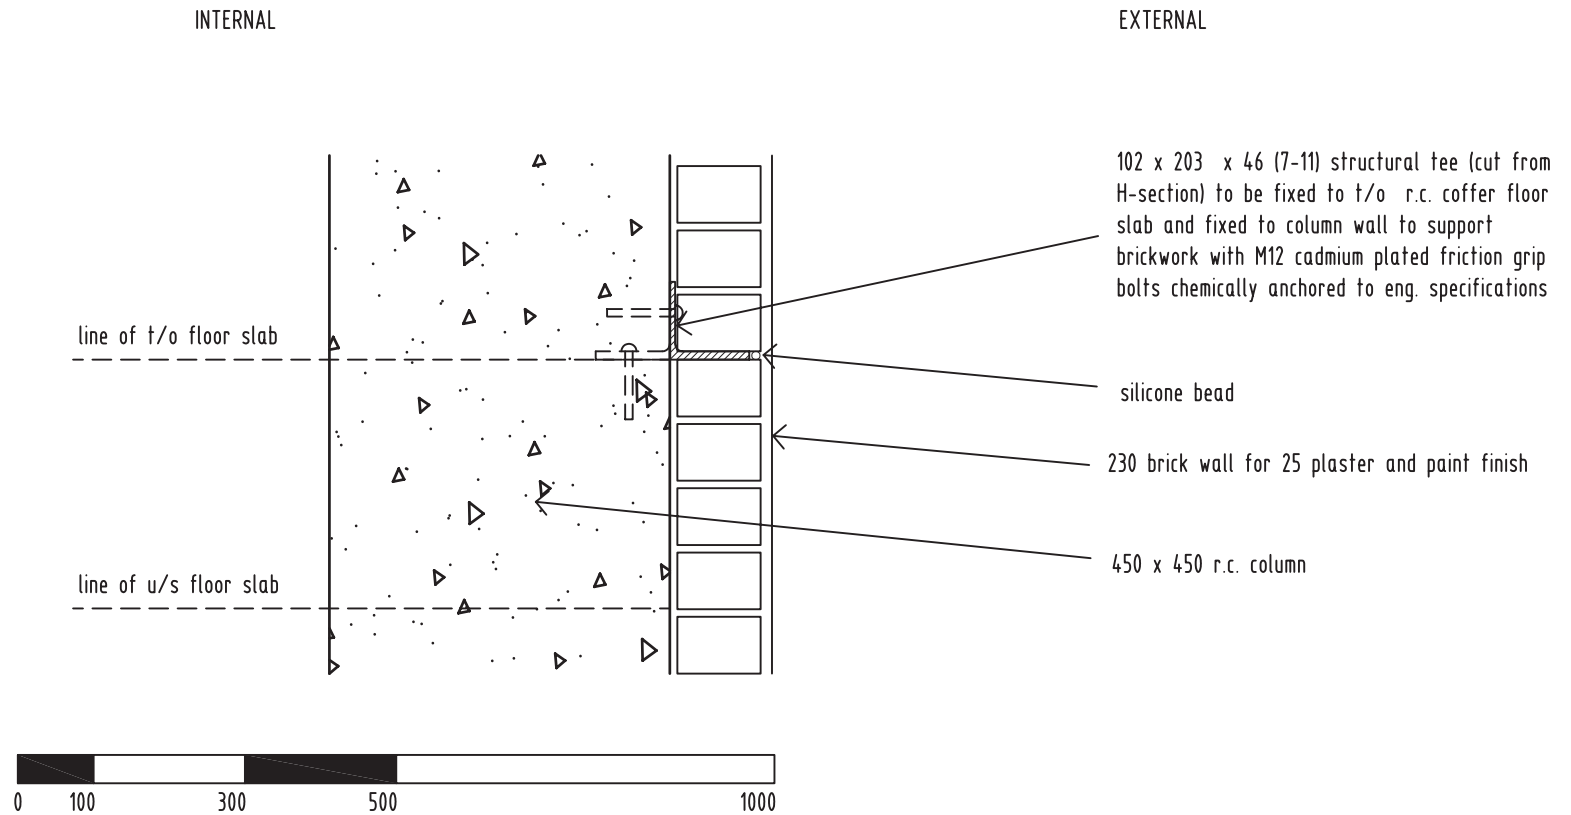 INTERNAL
EXTERNAL
102 x 203 x 46 (7-11) structural tee (cut from
H-section) to be fixed to t/o r.c. coffer floor
slab and fixed to column wall to support
brickwork with M12 cadmium plated friction grip
bolts chemically anchored to eng. specifications
line of t/o floor slab
silicone bead
230 brick wall for 25 plaster and paint finish
450 x 450 r.c. column
line of u/s floor slab
0 100 300 500 1000